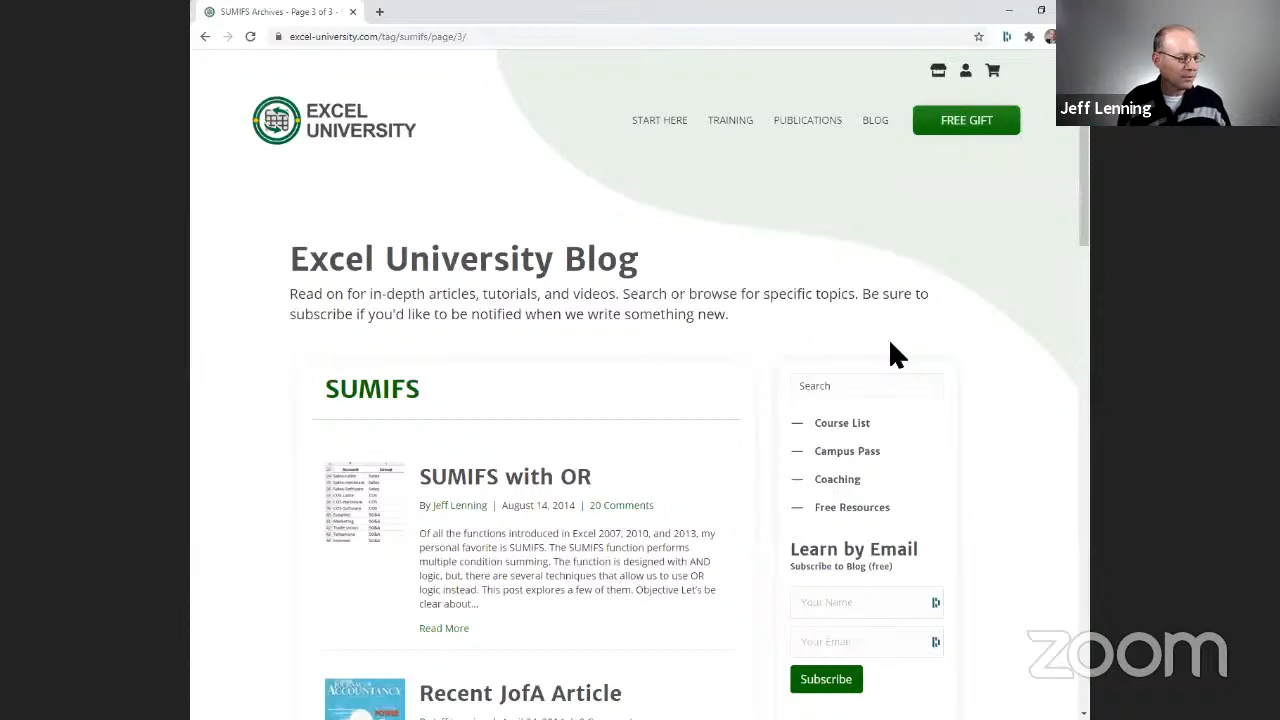 SUMIFS Archives - Page 3 of 3 -
excel-university.com/tag/sumifs/page/3/
Jeff Lenning
EXCEL
UNIVERSITY
START HERE
TRAINING
PUBLICATIONS
BLOG
FREE GIFT
Excel University Blog
Read on for in-depth articles, tutorials, and videos. Search or browse for specific topics. Be sure to
subscribe if you'd like to be notified when we write something new.
SUMIFS
SUMIFS with OR
By Jeff Lenning | August 14, 2014 | 20 Comments
Of all the functions introduced in Excel 2007, 2010, and 2013, my
personal favorite is SUMIFS. The SUMIFS function performs
multiple condition summing. The function is designed with AND
logic, but, there are several techniques that allow us to use OR
logic instead. This post explores a few of them. Objective Let's be
clear about...
Read More
JOURNAL OF
ACCOUNTANCY
POWER
Recent JofA Article
Search
— Course List
— Campus Pass
— Coaching
— Free Resources
Learn by Email
Subscribe to Blog (free)
Your Name
Your Email
Subscribe
zoom